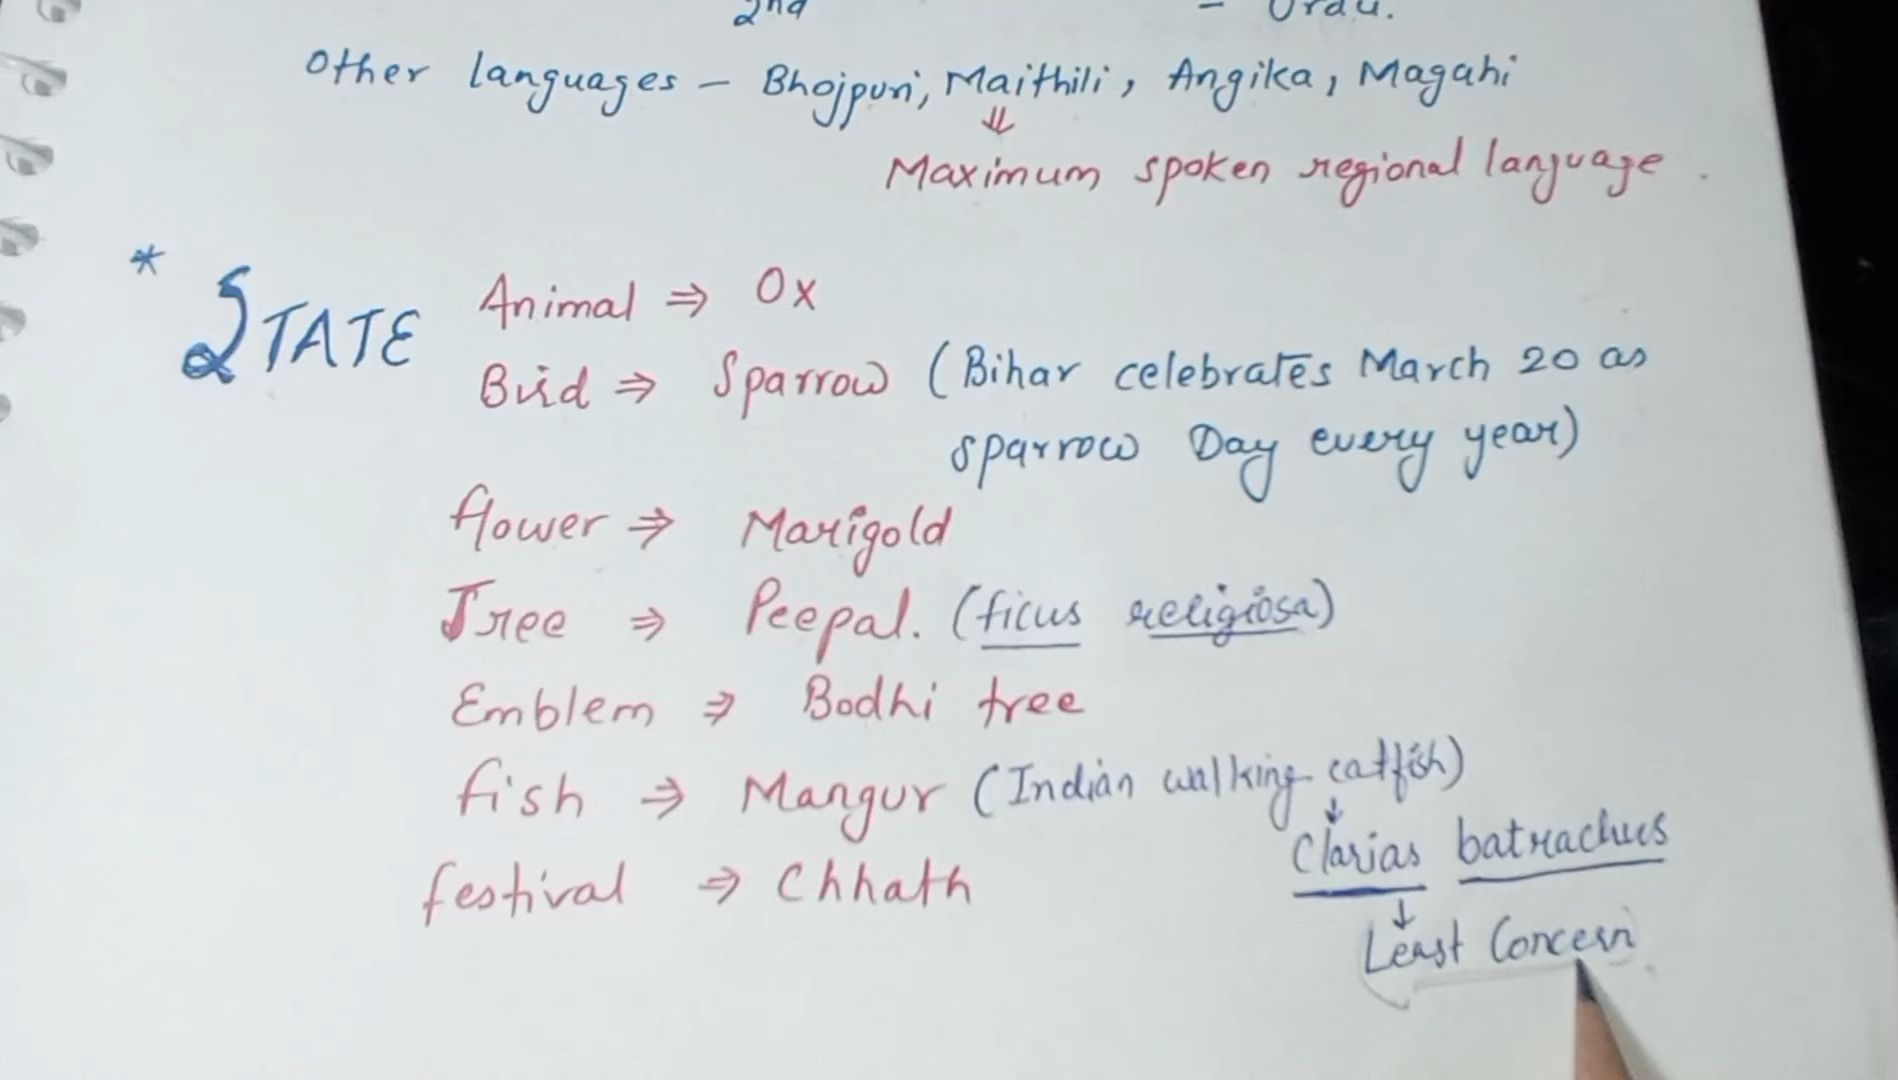 2nd - Urdu.
Other languages - Bhojpuri, Maithili, Angika, Magahi
⇓
Maximum spoken regional language.
* STATE Animal ⇒ Ox
Bird ⇒ Sparrow (Bihar celebrates March 20 as
sparrow Day every year)
flower ⇒ Marigold
Tree ⇒ Peepal. (ficus religiosa)
Emblem ⇒ Bodhi tree
fish ⇒ Mangur (Indian walking catfish)
↓
Clarias batrachus
festival ⇒ Chhath
↓
Least Concern